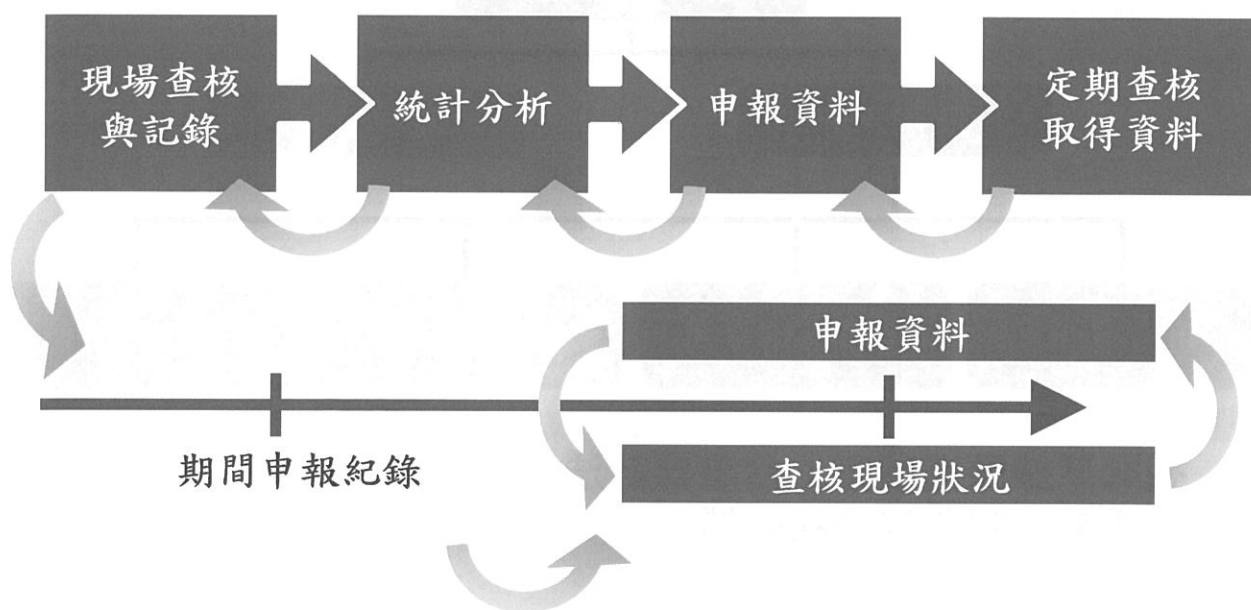 現場查核
與記錄
統計分析
申報資料
定期查核
取得資料
申報資料
期間申報紀錄
查核現場狀況